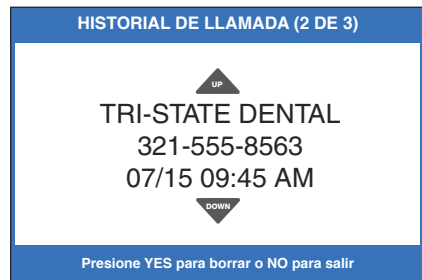 HISTORIAL DE LLAMADA (2 DE 3)
UP
TRI-STATE DENTAL
321-555-8563
07/15 09:45 AM
DOWN
Presione YES para borrar o NO para salir